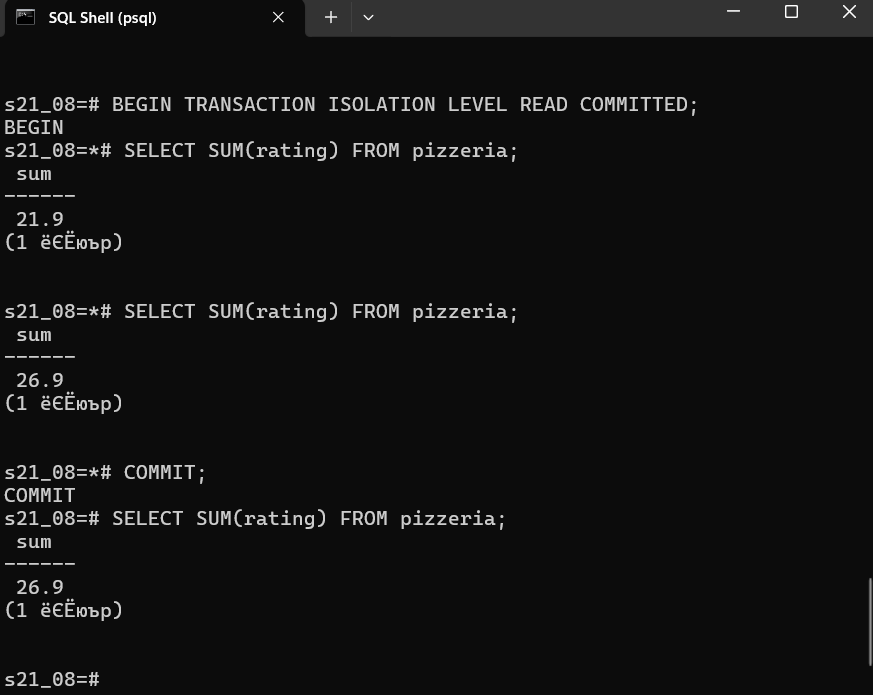 SQL Shell (psql)
s21_08=# BEGIN TRANSACTION ISOLATION LEVEL READ COMMITTED;
BEGIN
s21_08=*# SELECT SUM(rating) FROM pizzeria;
 sum
------
 21.9
(1 ёЄЁюър)
s21_08=*# SELECT SUM(rating) FROM pizzeria;
 sum
------
 26.9
(1 ёЄЁюър)
s21_08=*# COMMIT;
COMMIT
s21_08=# SELECT SUM(rating) FROM pizzeria;
 sum
------
 26.9
(1 ёЄЁюър)
s21_08=#